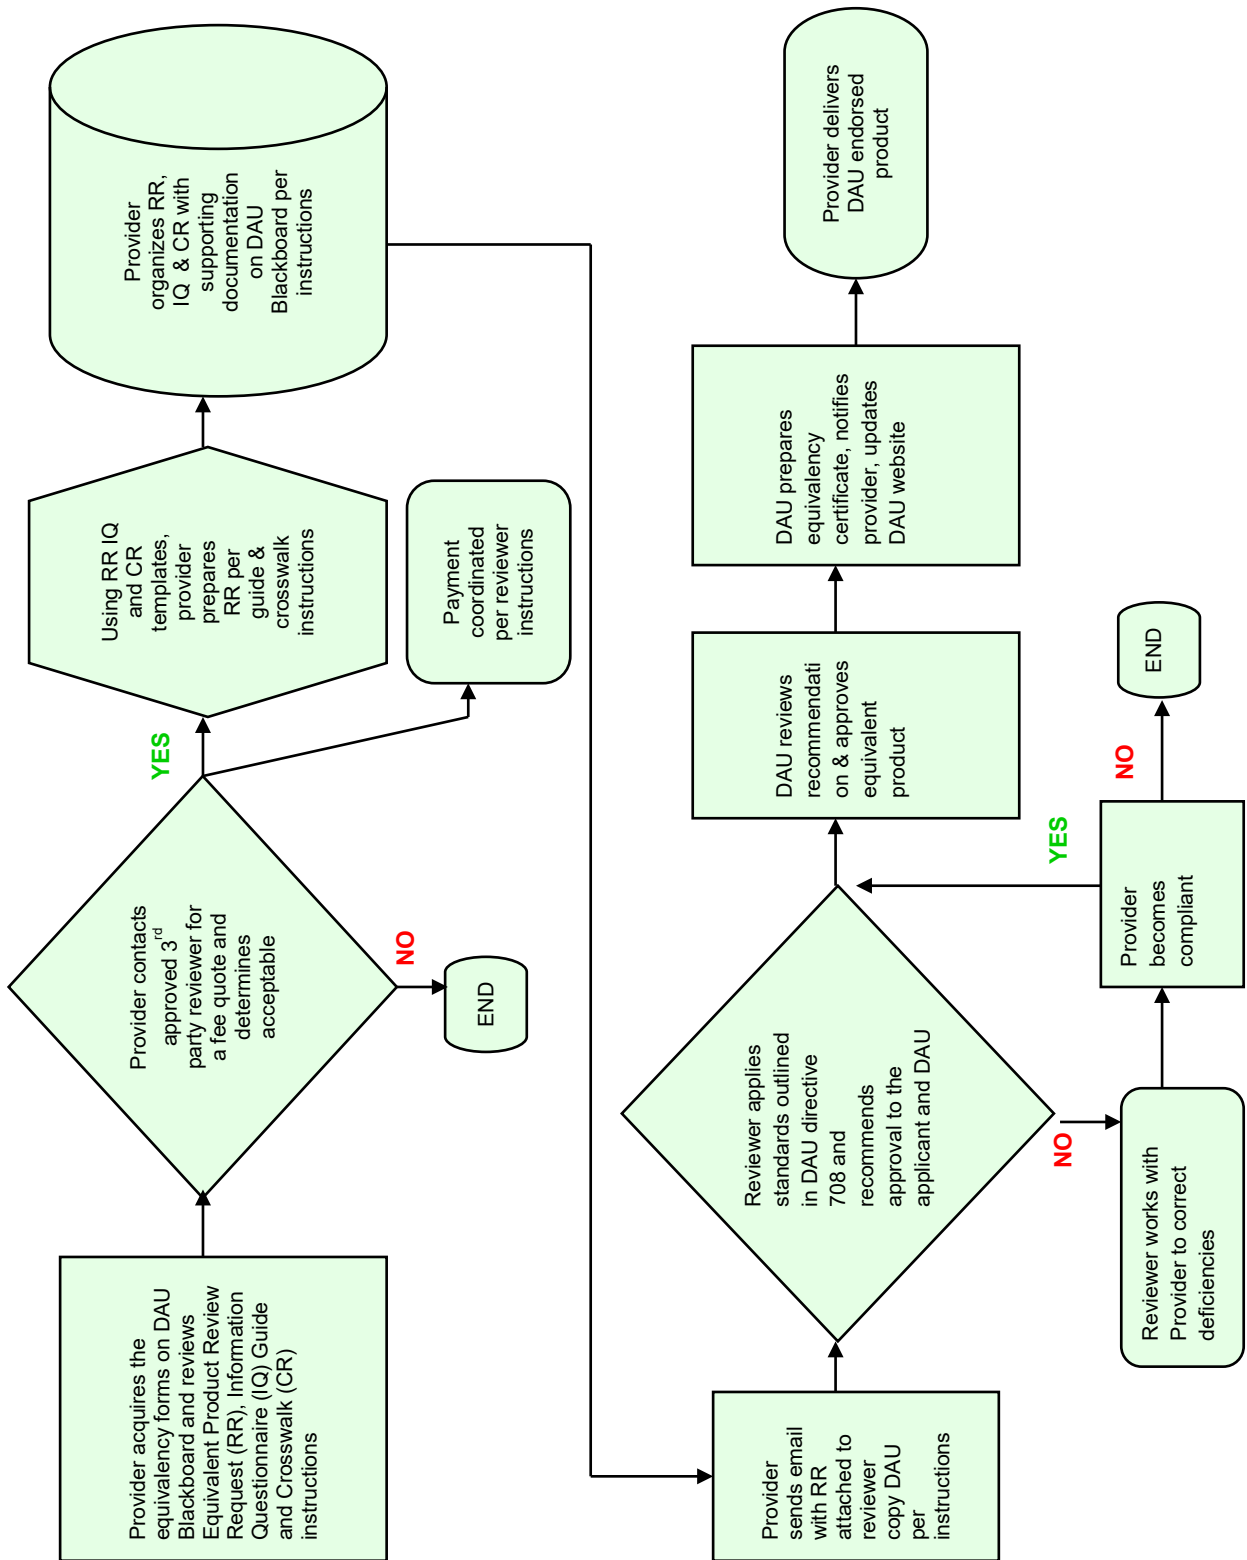 Provider acquires the
equivalency forms on DAU
Blackboard and reviews
Equivalent Product Review
Request (RR), Information
Questionnaire (IQ) Guide
and Crosswalk (CR)
instructions
Provider contacts
approved 3rd
party reviewer for
a fee quote and
determines
acceptable
NO
END
YES
Using RR IQ
and CR
templates,
provider
prepares
RR per
guide &
crosswalk
instructions
Payment
coordinated
per reviewer
instructions
Provider
organizes RR,
IQ & CR with
supporting
documentation
on DAU
Blackboard per
instructions
Provider
sends email
with RR
attached to
reviewer
copy DAU
per
instructions
Reviewer applies
standards outlined
in DAU directive
708 and
recommends
approval to the
applicant and DAU
NO
Reviewer works with
Provider to correct
deficiencies
Provider
becomes
compliant
YES
NO
END
DAU reviews
recommendati
on & approves
equivalent
product
DAU prepares
equivalency
certificate, notifies
provider, updates
DAU website
Provider delivers
DAU endorsed
product